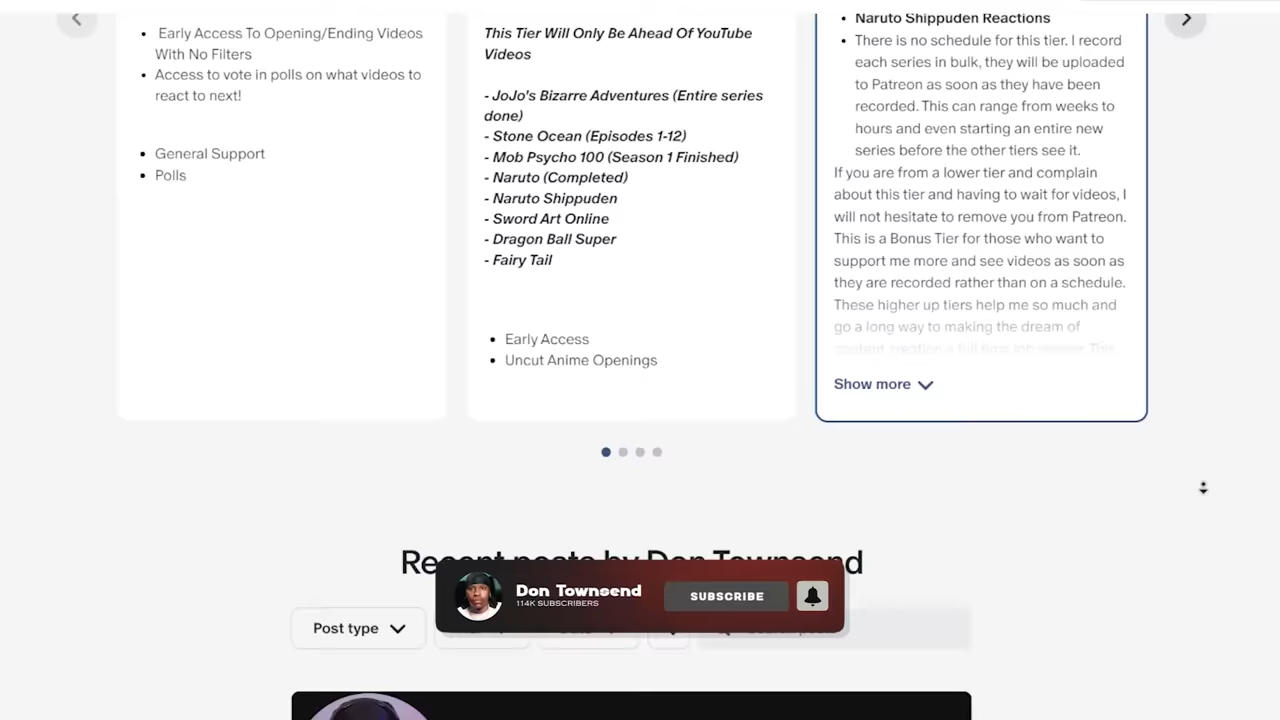 Early Access To Opening/Ending Videos
With No Filters
Access to vote in polls on what videos to
react to next!
General Support
Polls
This Tier Will Only Be Ahead Of YouTube
Videos
- JoJo's Bizarre Adventures (Entire series
done)
- Stone Ocean (Episodes 1-12)
- Mob Psycho 100 (Season 1 Finished)
- Naruto (Completed)
- Naruto Shippuden
- Sword Art Online
- Dragon Ball Super
- Fairy Tail
Early Access
Uncut Anime Openings
Naruto Shippuden Reactions
There is no schedule for this tier. I record
each series in bulk, they will be uploaded
to Patreon as soon as they have been
recorded. This can range from weeks to
hours and even starting an entire new
series before the other tiers see it.
If you are from a lower tier and complain
about this tier and having to wait for videos, I
will not hesitate to remove you from Patreon.
This is a Bonus Tier for those who want to
support me more and see videos as soon as
they are recorded rather than on a schedule.
These higher up tiers help me so much and
go a long way to making the dream of
Show more
Recent posts by Don Townsend
Don Townsend
114K SUBSCRIBERS
SUBSCRIBE
Post type